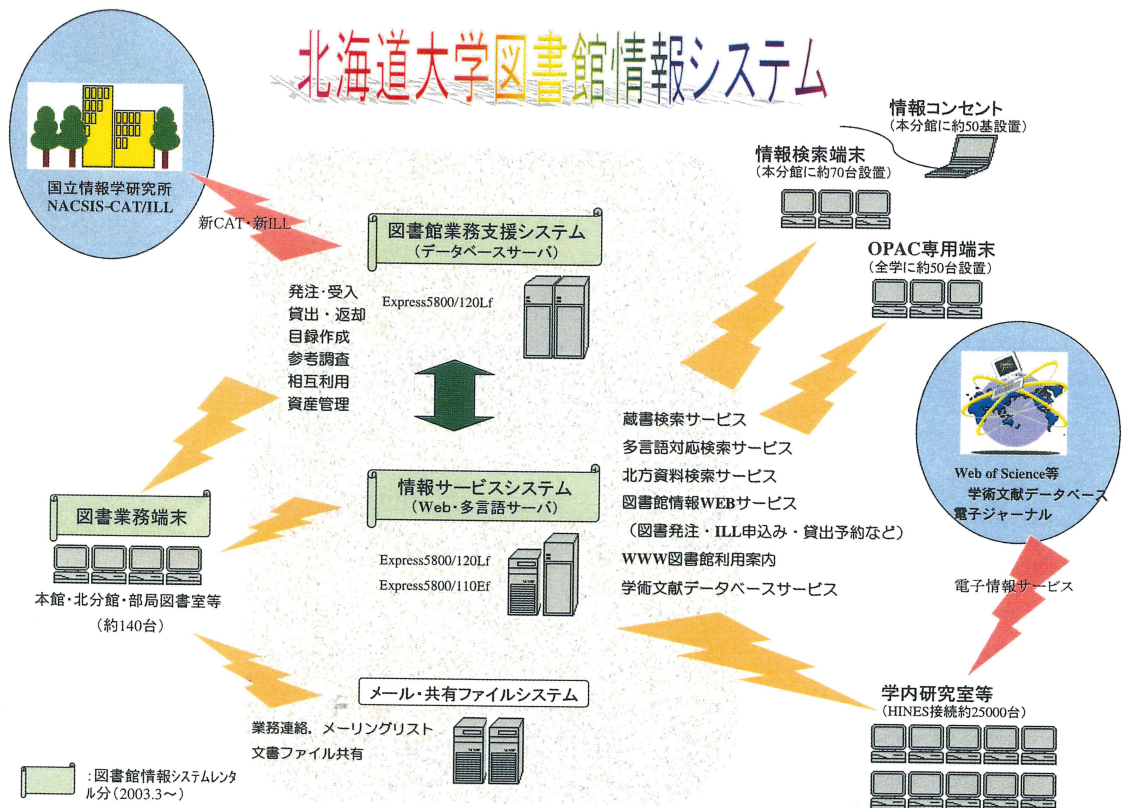 北海道大学図書館情報システム
国立情報学研究所
NACSIS-CAT/ILL
新CAT・新ILL
情報コンセント
(本分館に約50基設置)
情報検索端末
(本分館に約70台設置)
OPAC専用端末
(全学に約50台設置)
図書館業務支援システム
(データベースサーバ)
Express5800/120Lf
発注・受入
貸出・返却
目録作成
参考調査
相互利用
資産管理
情報サービスシステム
(Web・多言語サーバ)
Express5800/120Lf
Express5800/110Ef
蔵書検索サービス
多言語対応検索サービス
北方資料検索サービス
図書館情報WEBサービス
(図書発注・ILL申込み・貸出予約など)
WWW図書館利用案内
学術文献データベースサービス
Web of Science等
学術文献データベース
電子ジャーナル
電子情報サービス
図書業務端末
本館・北分館・部局図書室等
(約140台)
メール・共有ファイルシステム
業務連絡，メーリングリスト
文書ファイル共有
学内研究室等
(HINES接続約25000台)
:図書館情報システムレンタ
ル分(2003.3～)